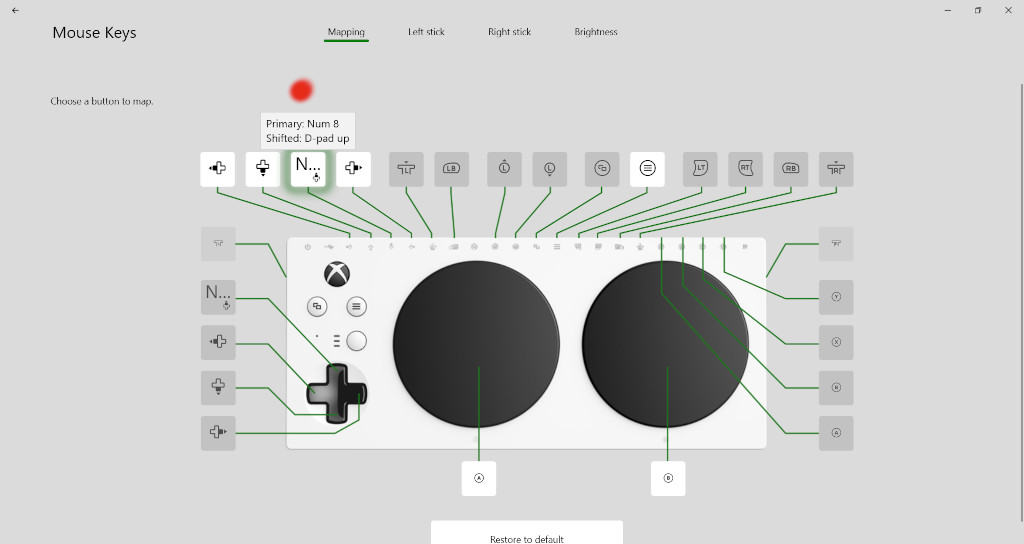 Mouse Keys
Mapping
Left stick
Right stick
Brightness
Choose a button to map.
Primary: Num 8
Shifted: D-pad up
N...
LB
L
L
LT
RT
RB
N...
Y
X
B
A
A
B
Restore to default